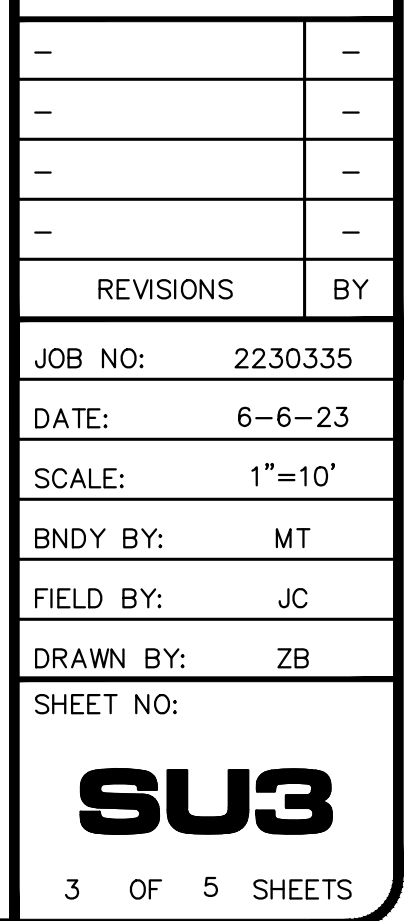 – –
– –
– –
– –
REVISIONS BY
JOB NO: 2230335
DATE: 6–6–23
SCALE: 1"=10'
BNDY BY: MT
FIELD BY: JC
DRAWN BY: ZB
SHEET NO:
SU3
3 OF 5 SHEETS